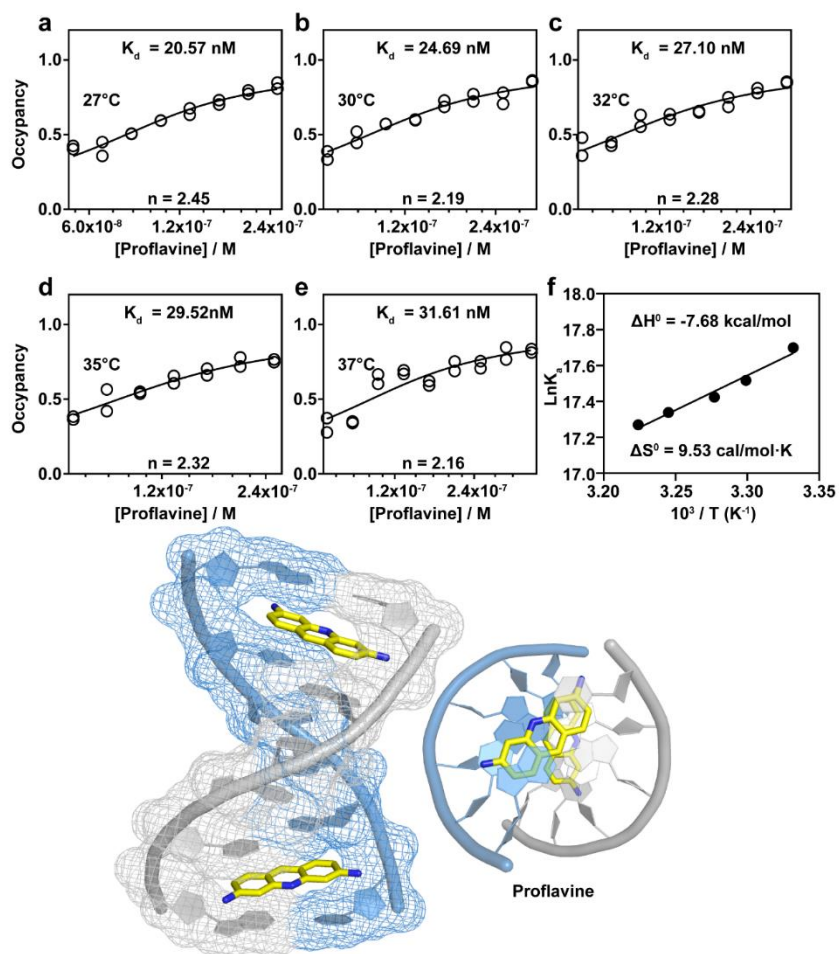 a
K_d = 20.57 nM
1.0
27°C
Occupancy
0.5
n = 2.45
0.0
6.0x10⁻⁸ 1.2x10⁻⁷ 2.4x10⁻⁷
[Proflavine] / M
b
K_d = 24.69 nM
1.0
30°C
0.5
n = 2.19
0.0
1.2x10⁻⁷ 2.4x10⁻⁷
[Proflavine] / M
c
K_d = 27.10 nM
1.0
32°C
0.5
n = 2.28
0.0
1.2x10⁻⁷ 2.4x10⁻⁷
[Proflavine] / M
d
K_d = 29.52nM
1.0
35°C
Occupancy
0.5
n = 2.32
0.0
1.2x10⁻⁷ 2.4x10⁻⁷
[Proflavine] / M
e
K_d = 31.61 nM
1.0
37°C
0.5
n = 2.16
0.0
1.2x10⁻⁷ 2.4x10⁻⁷
[Proflavine] / M
f
18.0
ΔH⁰ = -7.68 kcal/mol
17.8
17.6
LnKₐ
17.4
17.2
ΔS⁰ = 9.53 cal/mol·K
17.0
3.20 3.25 3.30 3.35
10³ / T (K⁻¹)
Proflavine